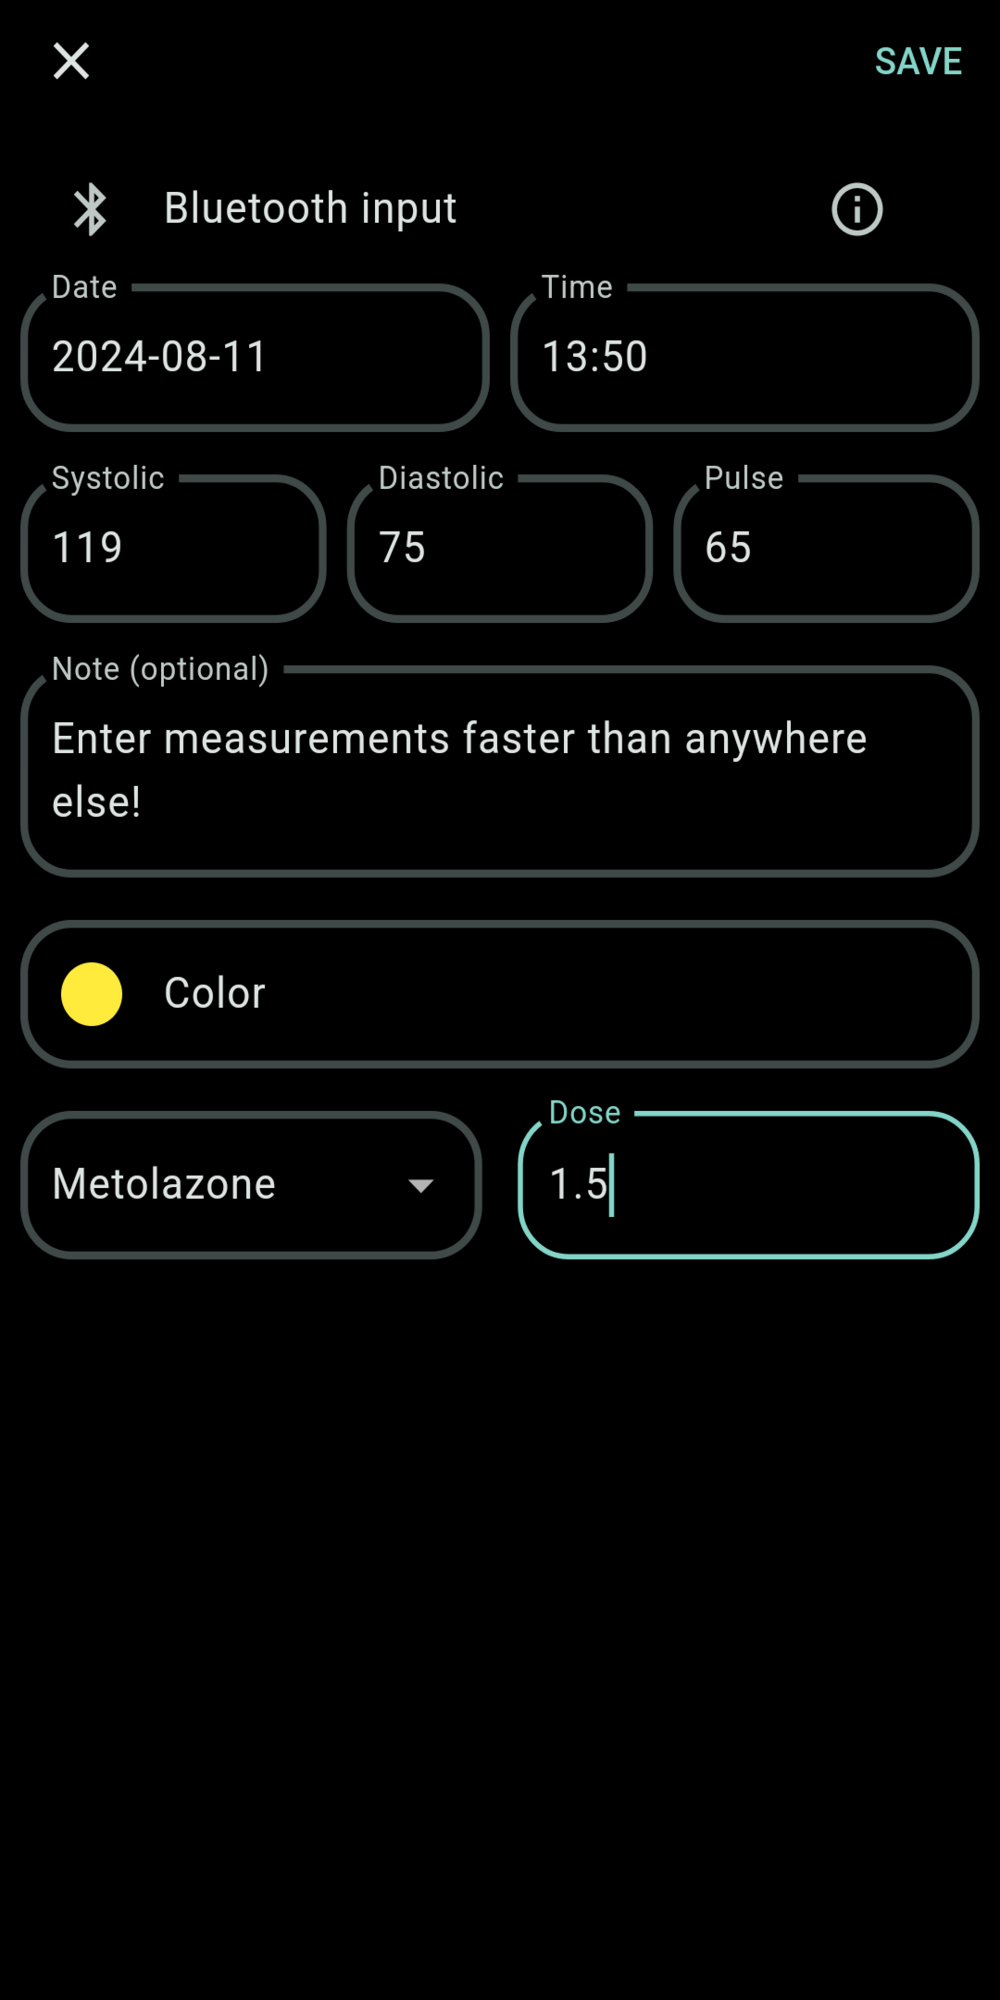 SAVE
Bluetooth input
Date
2024-08-11
Time
13:50
Systolic
119
Diastolic
75
Pulse
65
Note (optional)
Enter measurements faster than anywhere
else!
Color
Metolazone
Dose
1.5